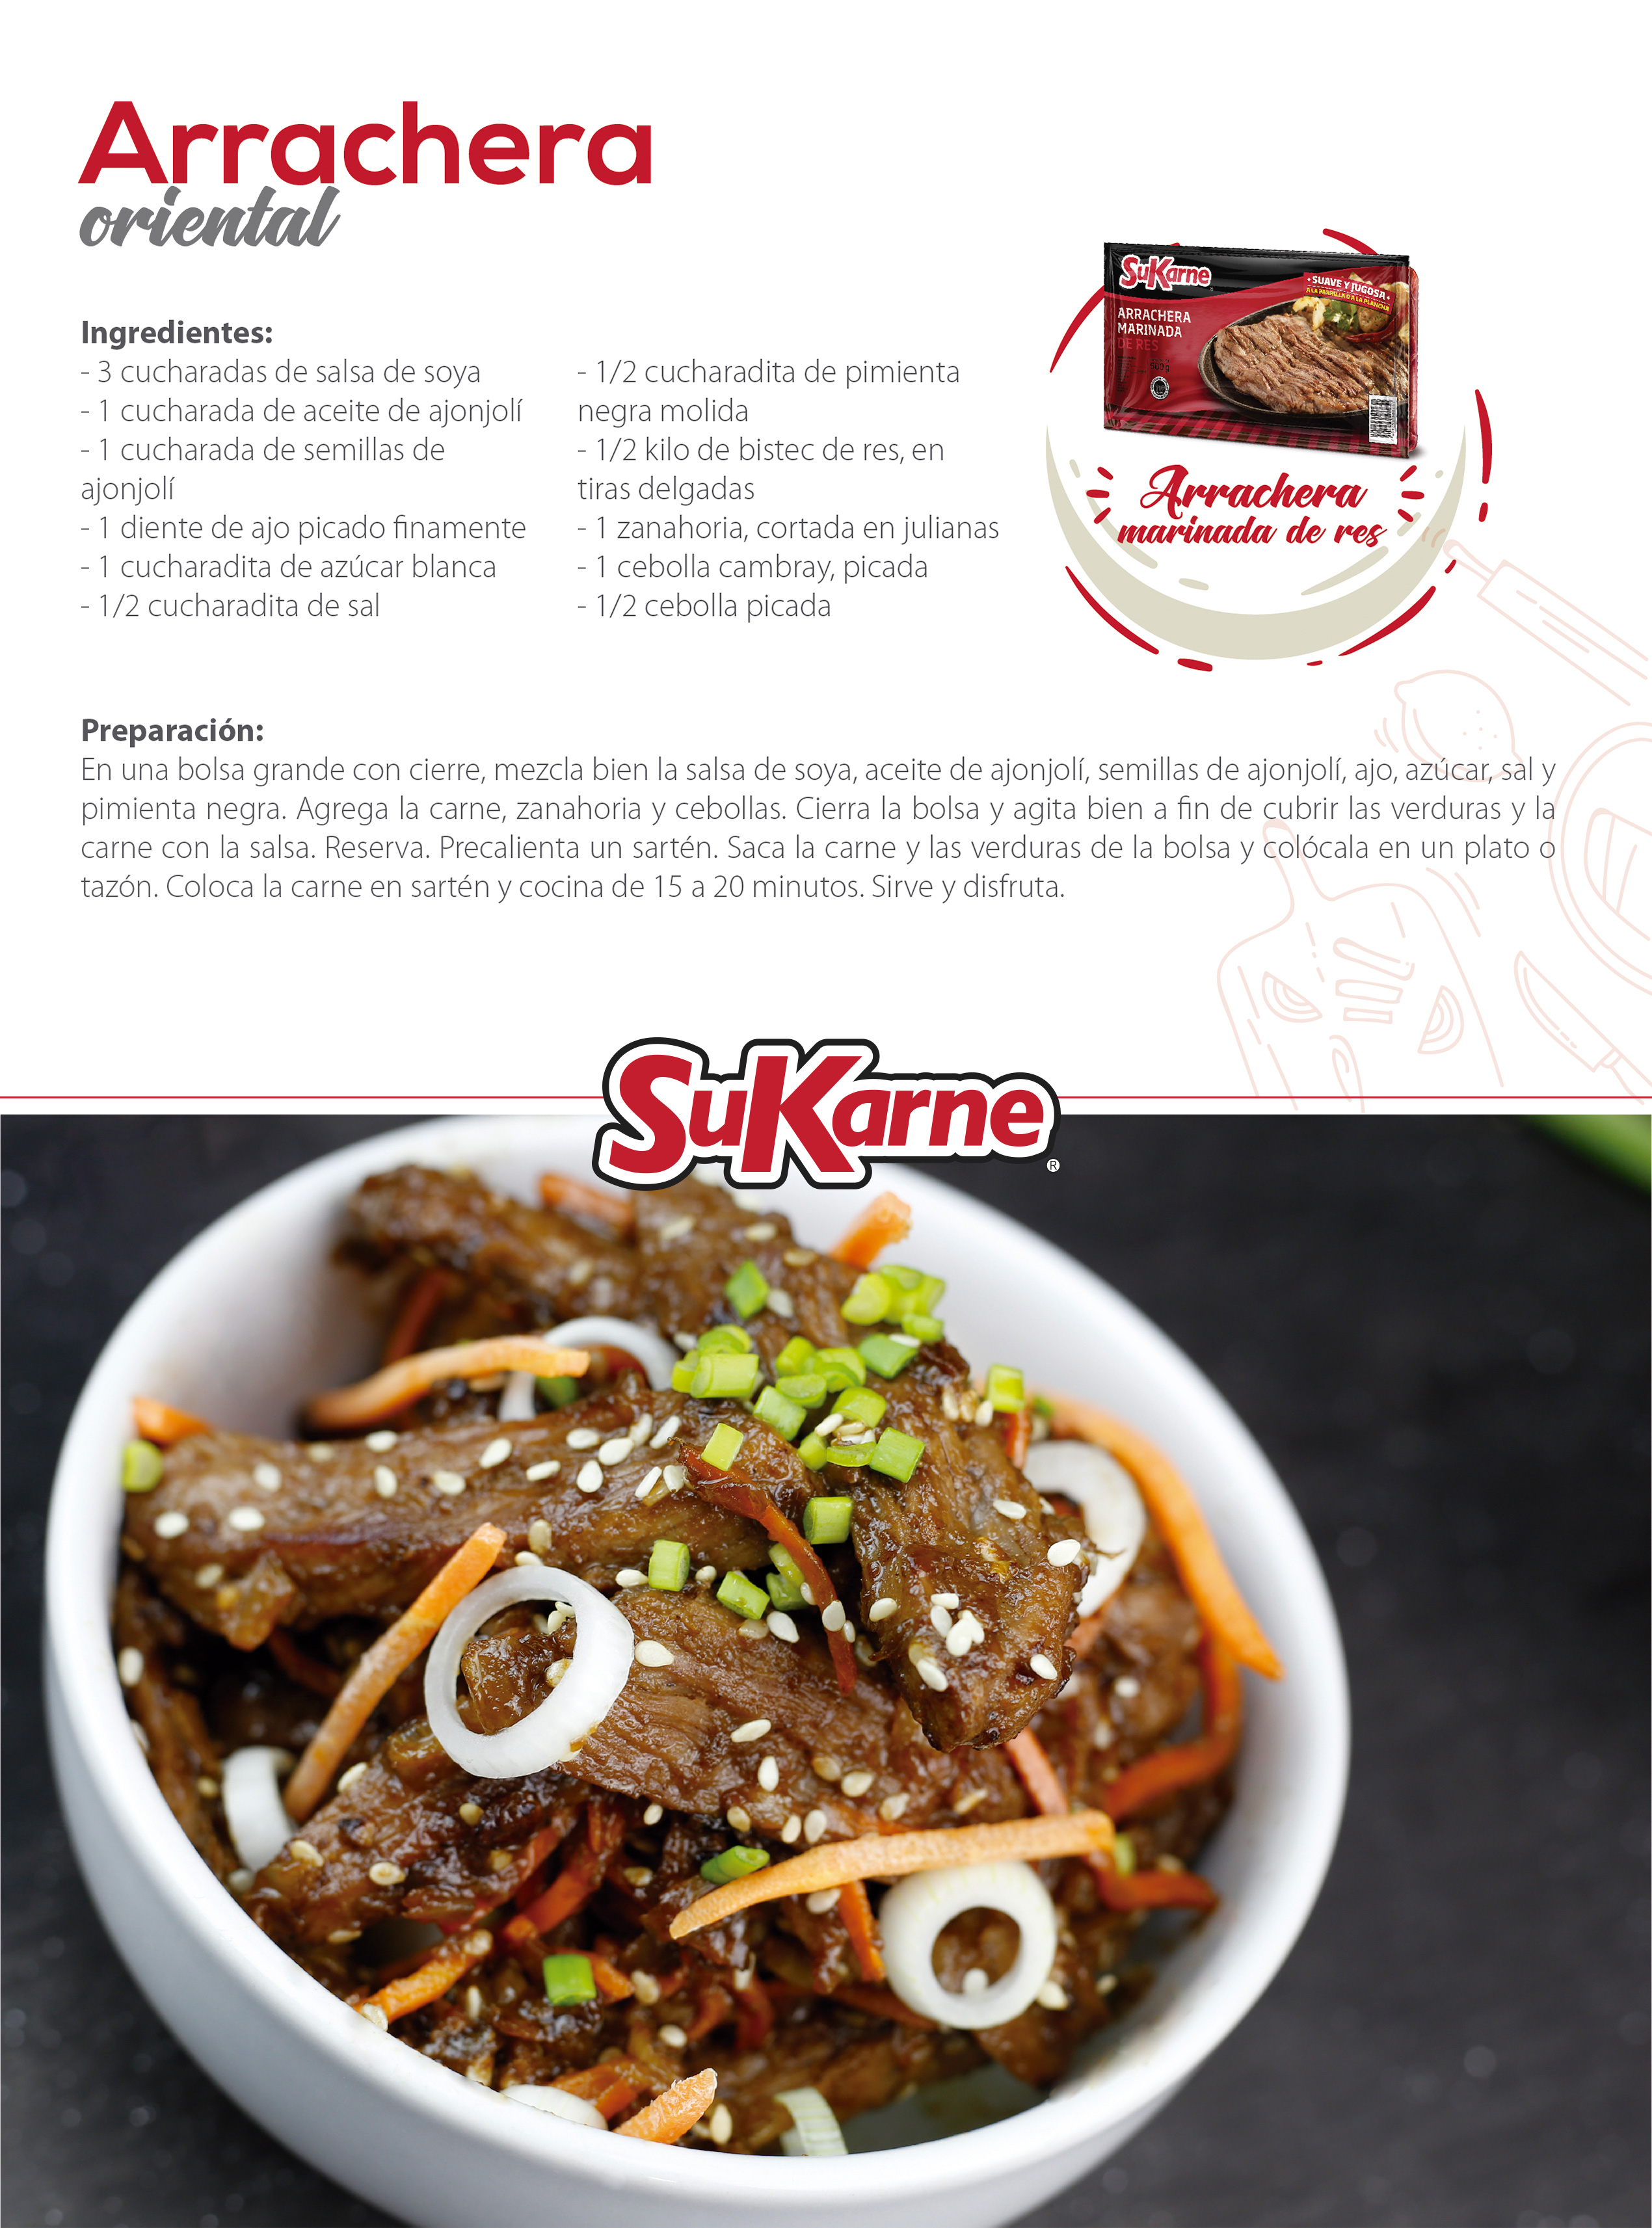 Arrachera
oriental
Ingredientes:
- 3 cucharadas de salsa de soya
- 1 cucharada de aceite de ajonjolí
- 1 cucharada de semillas de
ajonjolí
- 1 diente de ajo picado finamente
- 1 cucharadita de azúcar blanca
- 1/2 cucharadita de sal
- 1/2 cucharadita de pimienta
negra molida
- 1/2 kilo de bistec de res, en
tiras delgadas
- 1 zanahoria, cortada en julianas
- 1 cebolla cambray, picada
- 1/2 cebolla picada
SuKarne
• SUAVE Y JUGOSA •
A LA PARRILLA O A LA PLANCHA
ARRACHERA
MARINADA
DE RES
Arrachera
marinada de res
Preparación:
En una bolsa grande con cierre, mezcla bien la salsa de soya, aceite de ajonjolí, semillas de ajonjolí, ajo, azúcar, sal y
pimienta negra. Agrega la carne, zanahoria y cebollas. Cierra la bolsa y agita bien a fin de cubrir las verduras y la
carne con la salsa. Reserva. Precalienta un sartén. Saca la carne y las verduras de la bolsa y colócala en un plato o
tazón. Coloca la carne en sartén y cocina de 15 a 20 minutos. Sirve y disfruta.
SuKarne®